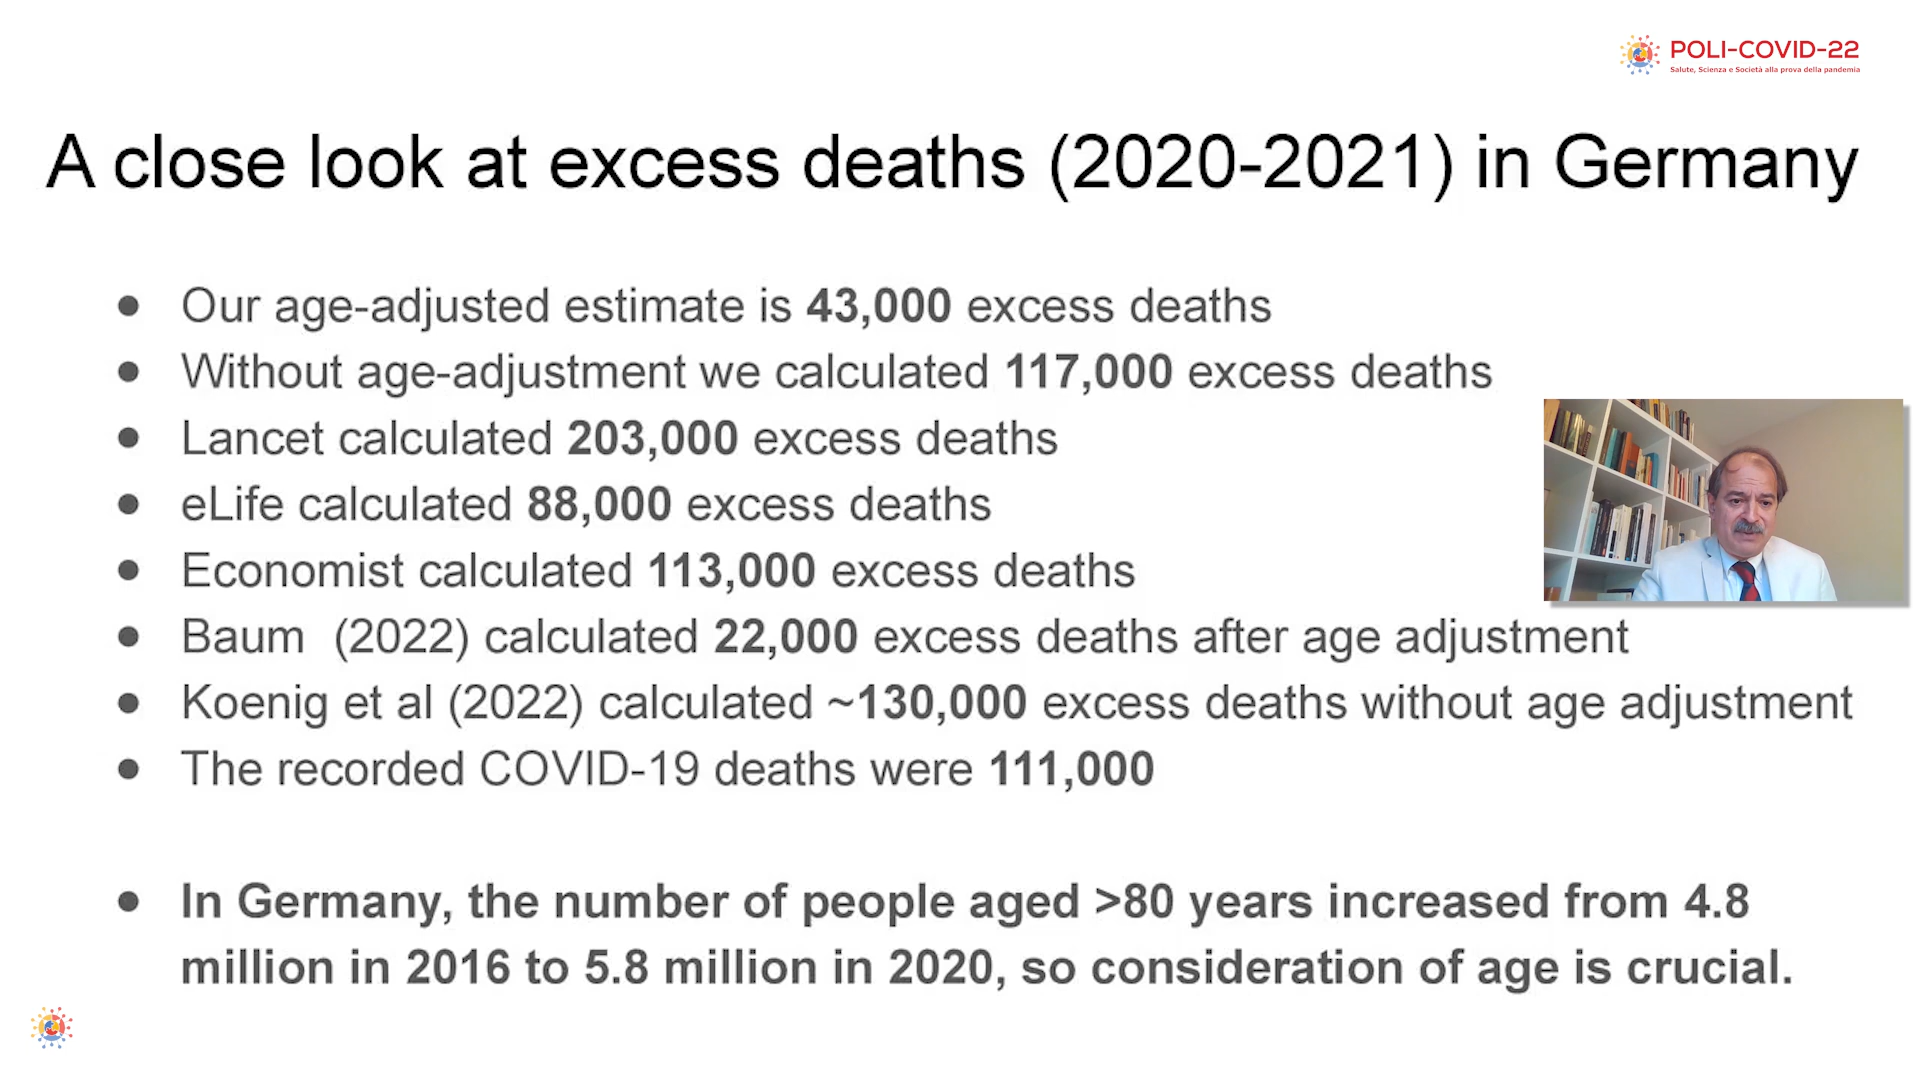 POLI-COVID-22
Salute, Scienza e Società alla prova della pandemia
A close look at excess deaths (2020-2021) in Germany
● Our age-adjusted estimate is 43,000 excess deaths
● Without age-adjustment we calculated 117,000 excess deaths
● Lancet calculated 203,000 excess deaths
● eLife calculated 88,000 excess deaths
● Economist calculated 113,000 excess deaths
● Baum (2022) calculated 22,000 excess deaths after age adjustment
● Koenig et al (2022) calculated ~130,000 excess deaths without age adjustment
● The recorded COVID-19 deaths were 111,000
● In Germany, the number of people aged >80 years increased from 4.8
million in 2016 to 5.8 million in 2020, so consideration of age is crucial.